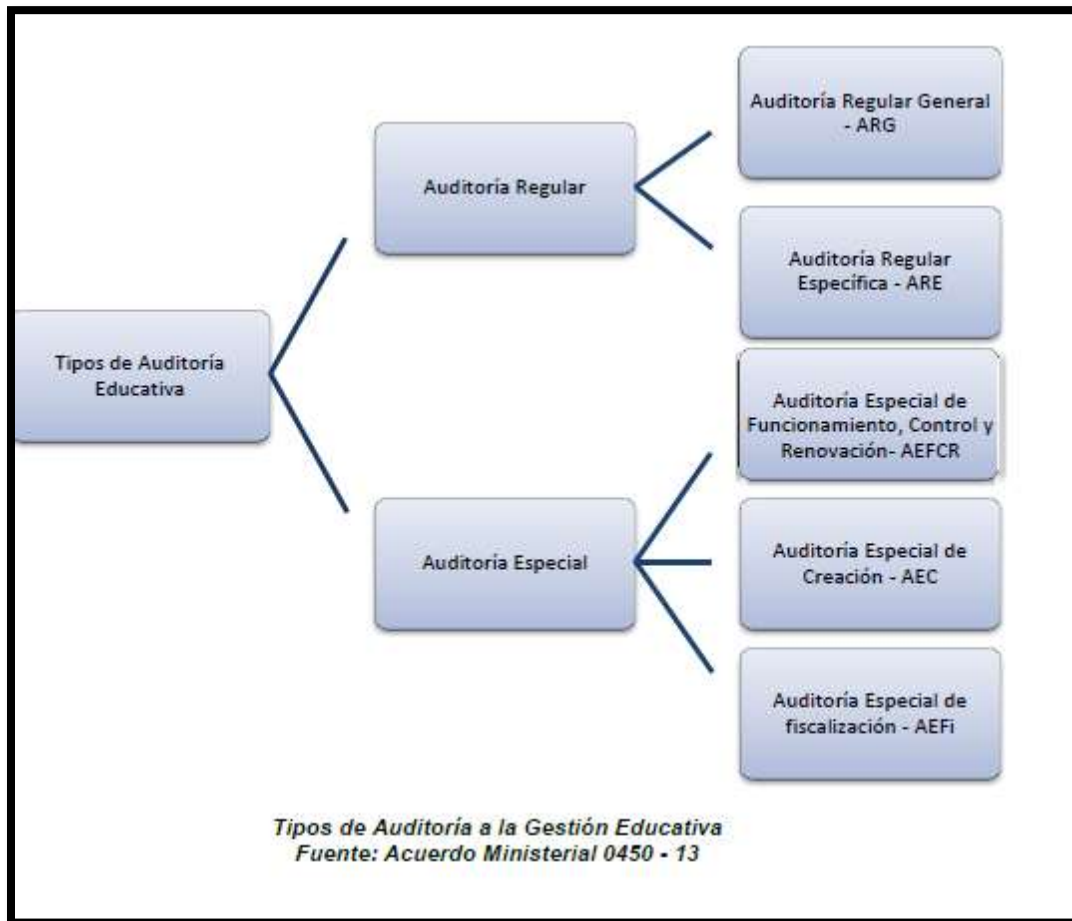 Tipos de Auditoría
Educativa
Auditoría Regular
Auditoría Regular General
- ARG
Auditoría Regular
Específica - ARE
Auditoría Especial
Auditoría Especial de
Funcionamiento, Control y
Renovación- AEFCR
Auditoría Especial de
Creación - AEC
Auditoría Especial de
fiscalización - AEFi
Tipos de Auditoría a la Gestión Educativa
Fuente: Acuerdo Ministerial 0450 - 13